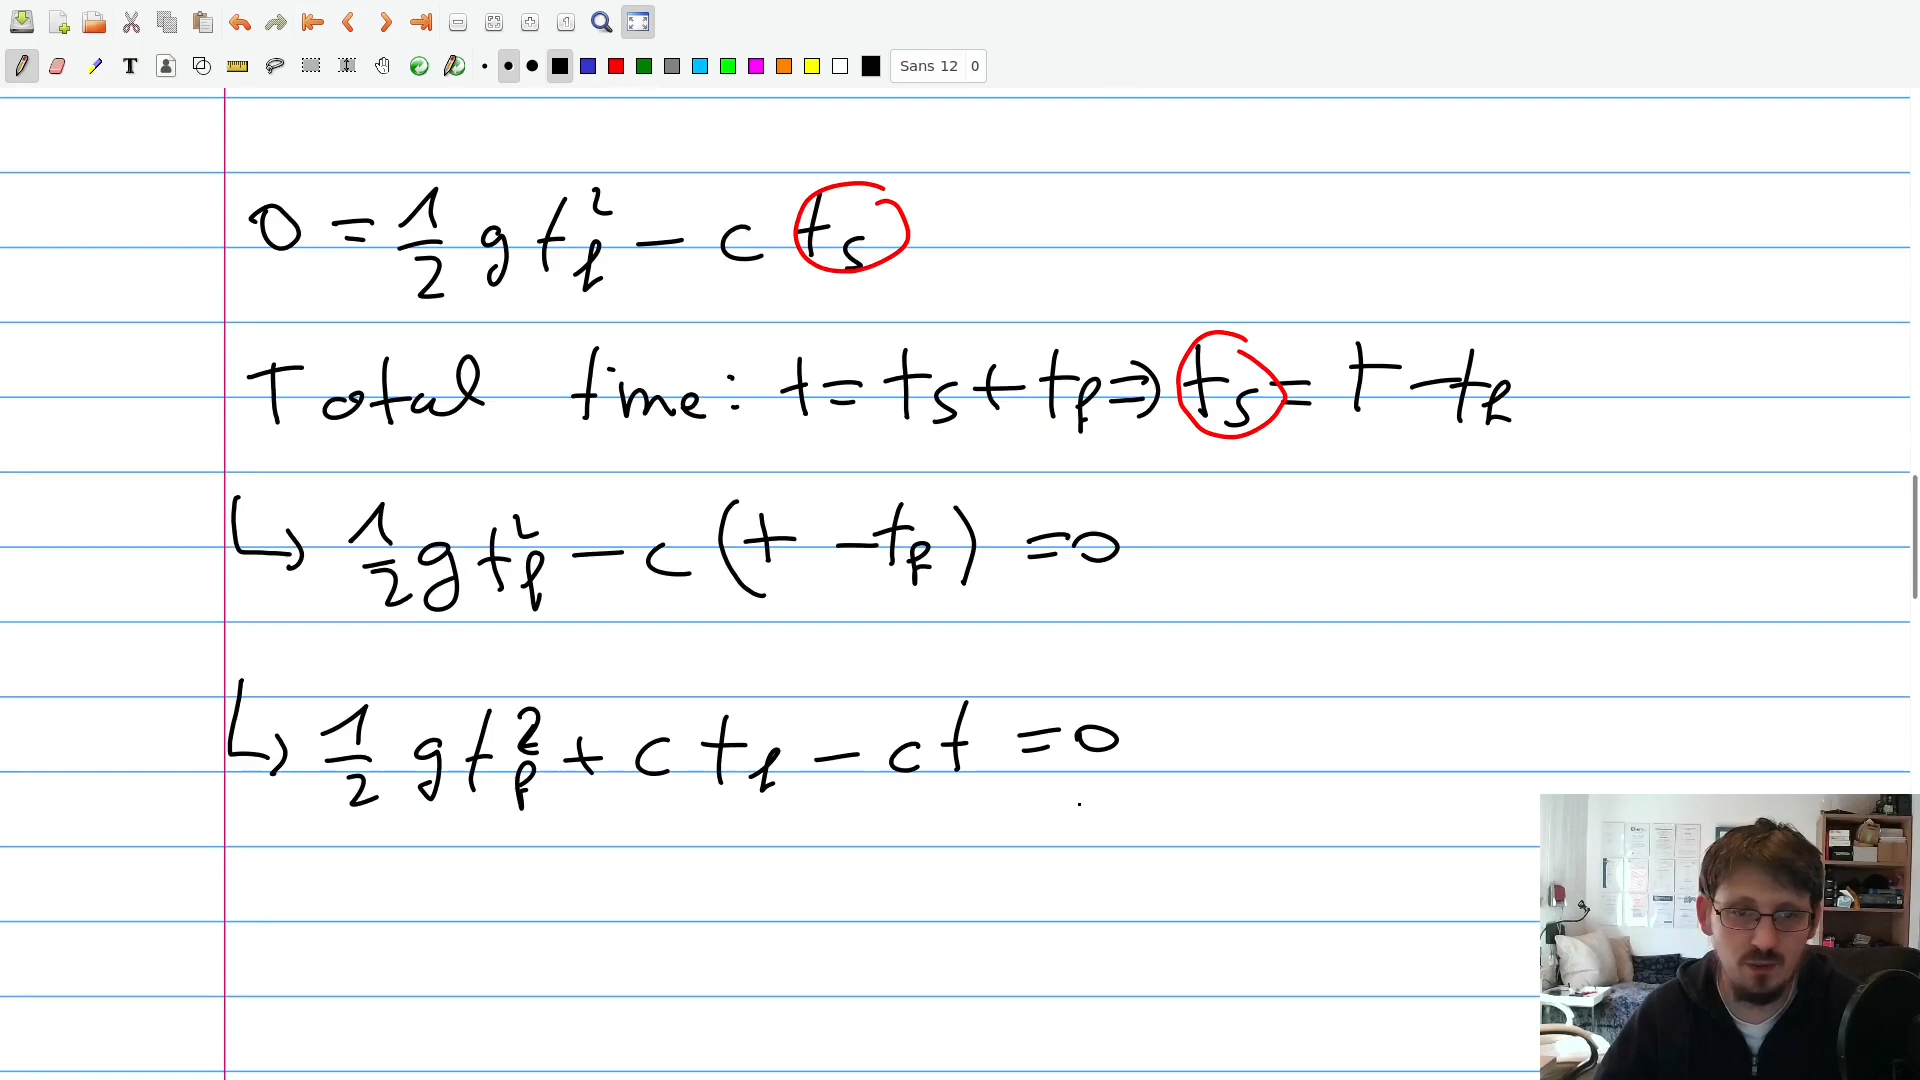 T Sans 12 0
0 = 1/2 g t_f^2 - c t_s
Total time: t = t_s + t_f ⇒ t_s = t - t_f
↳ 1/2 g t_f^2 - c (t - t_f) = 0
↳ 1/2 g t_f^2 + c t_f - c t = 0